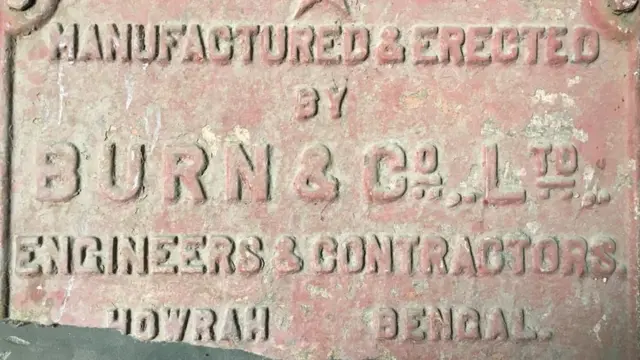 MANUFACTURED & ERECTED
BY
BURN & Co. LTD.
ENGINEERS & CONTRACTORS.
HOWRAH BENGAL.